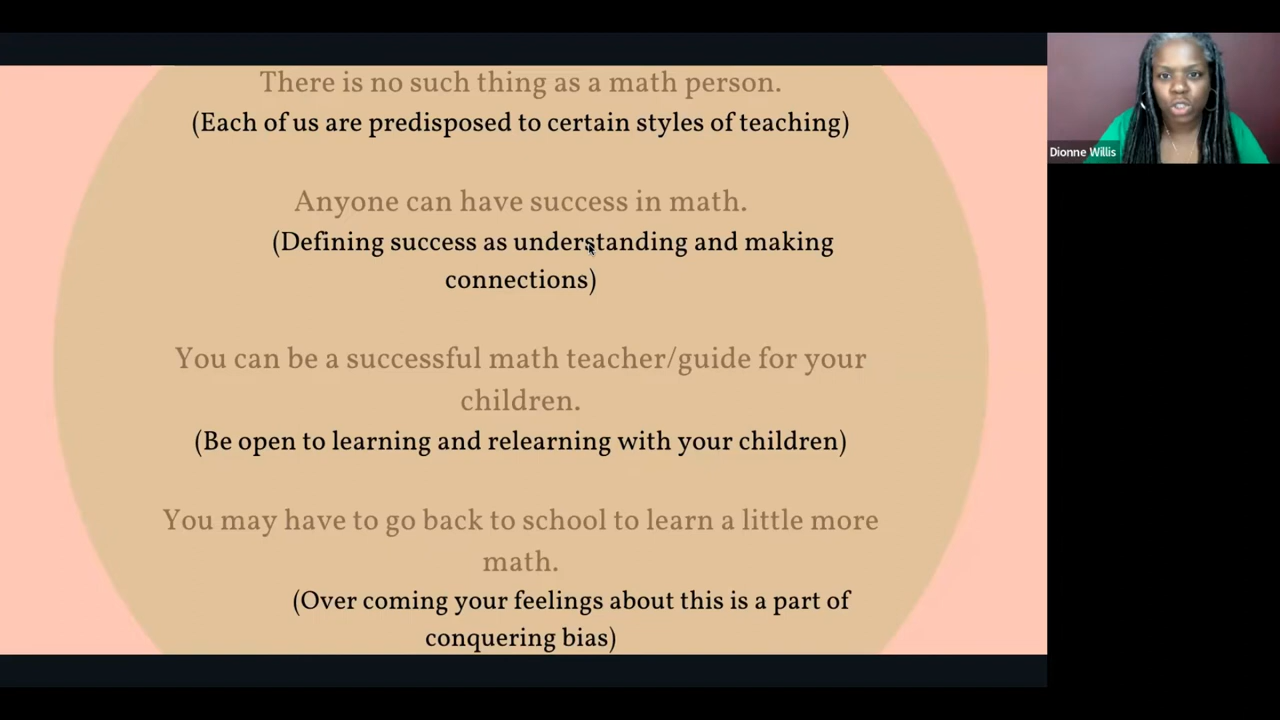 There is no such thing as a math person.
(Each of us are predisposed to certain styles of teaching)
Anyone can have success in math.
(Defining success as understanding and making
connections)
You can be a successful math teacher/guide for your
children.
(Be open to learning and relearning with your children)
You may have to go back to school to learn a little more
math.
(Over coming your feelings about this is a part of
conquering bias)
Dionne Willis